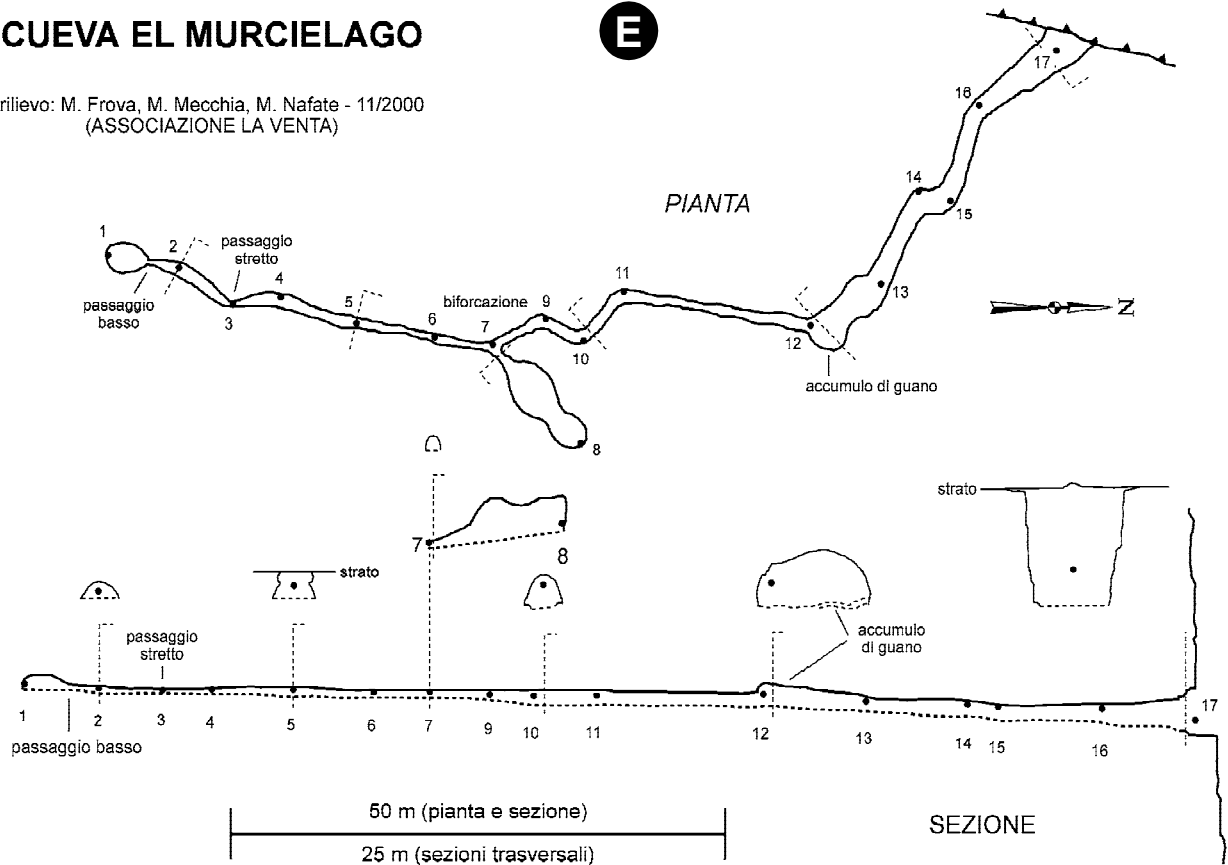 CUEVA EL MURCIELAGO
E
rilievo: M. Frova, M. Mecchia, M. Nafate - 11/2000
(ASSOCIAZIONE LA VENTA)
PIANTA
1
2
passaggio
stretto
passaggio
basso
3
4
5
6
biforcazione
7
8
9
10
11
12
accumulo di guano
13
14
15
16
17
N
7
8
strato
strato
passaggio
stretto
accumulo
di guano
1
2
3
4
5
6
7
9
10
11
12
13
14
15
16
17
passaggio basso
50 m (pianta e sezione)
25 m (sezioni trasversali)
SEZIONE